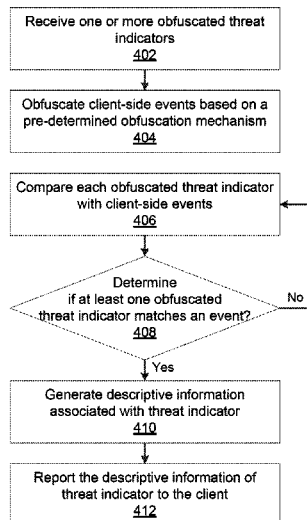 Receive one or more obfuscated threat
indicators
402
Obfuscate client-side events based on a
pre-determined obfuscation mechanism
404
Compare each obfuscated threat indicator
with client-side events
406
Determine
if at least one obfuscated
threat indicator matches an event?
408
No
Yes
Generate descriptive information
associated with threat indicator
410
Report the descriptive information of
threat indicator to the client
412